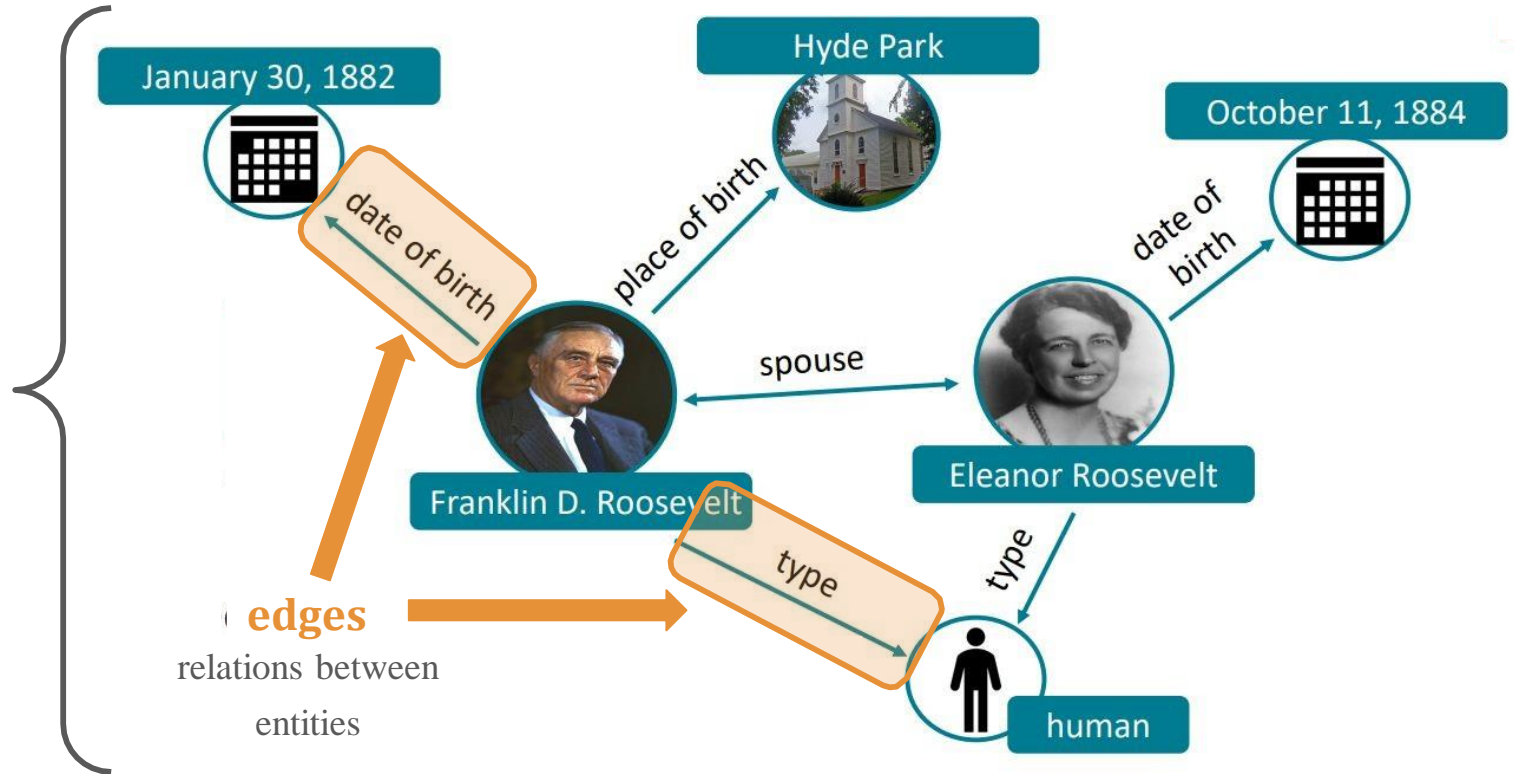 Hyde Park
January 30, 1882
October 11, 1884
date of birth
place of birth
date of
birth
spouse
Franklin D. Roosevelt
Eleanor Roosevelt
type
type
edges
relations between
entities
human